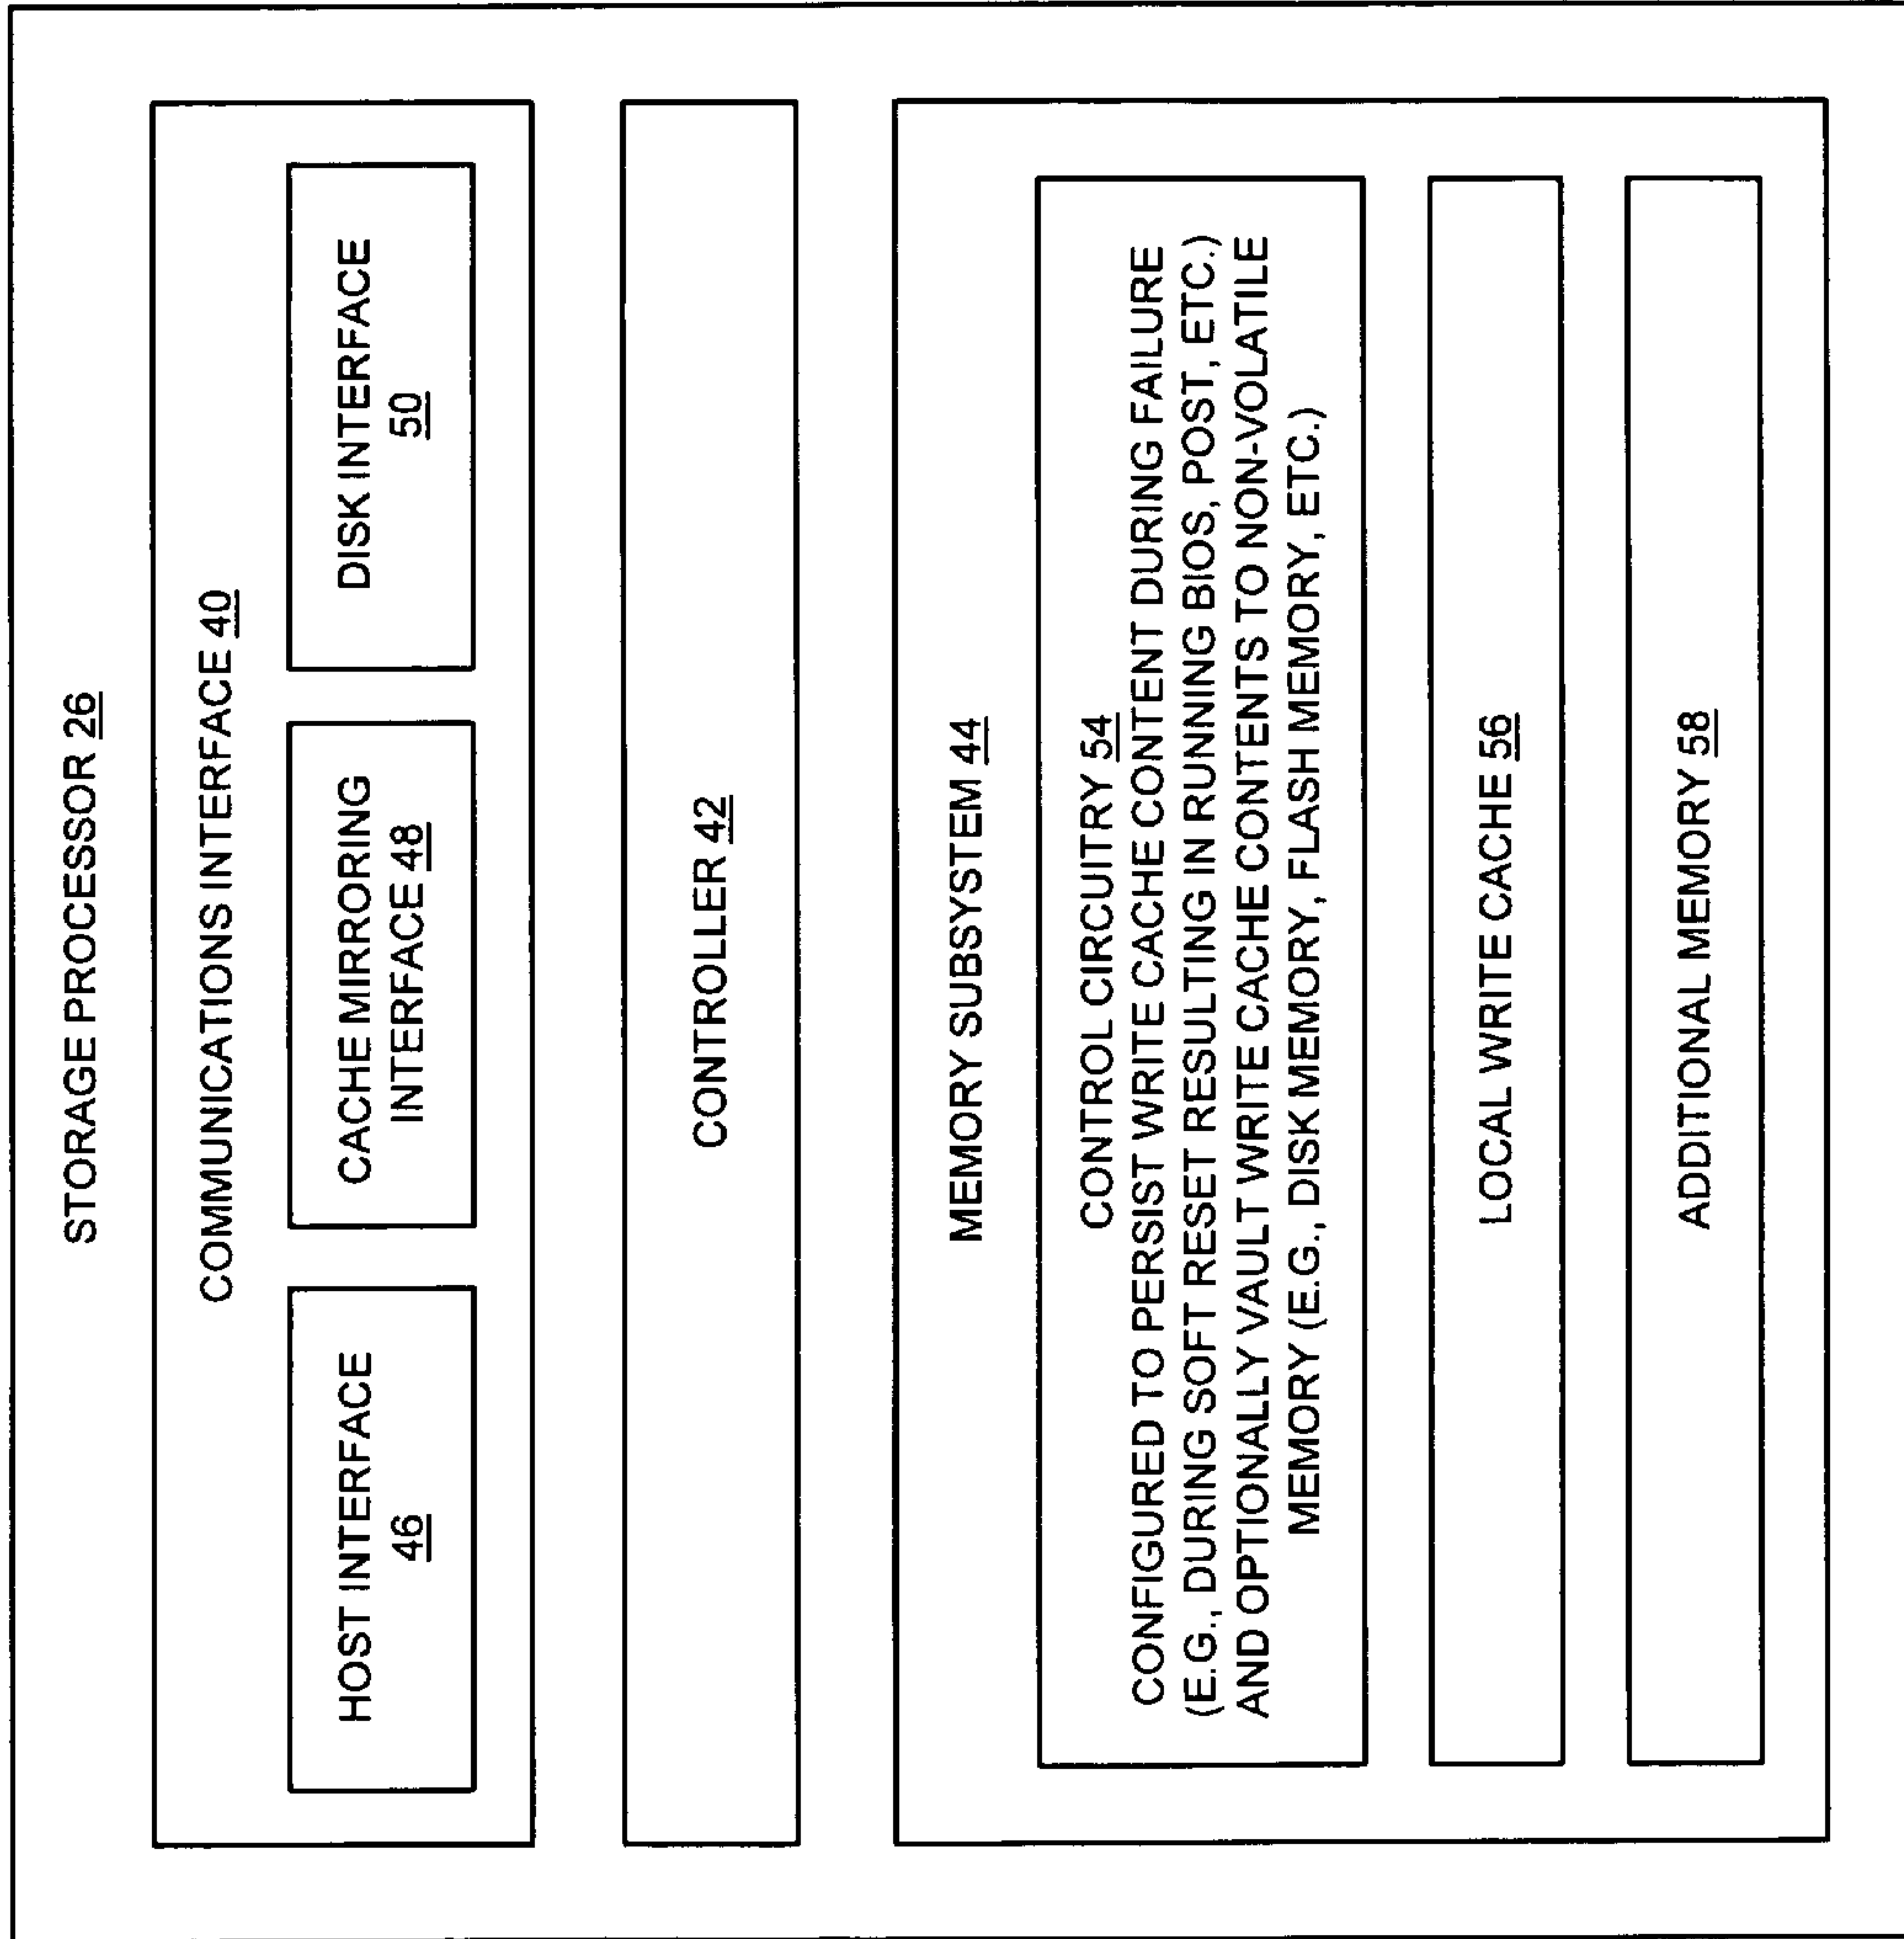 STORAGE PROCESSOR 26
COMMUNICATIONS INTERFACE 40
HOST INTERFACE
46
CACHE MIRRORING
INTERFACE 48
DISK INTERFACE
50
CONTROLLER 42
MEMORY SUBSYSTEM 44
CONTROL CIRCUITRY 54
CONFIGURED TO PERSIST WRITE CACHE CONTENT DURING FAILURE
(E.G., DURING SOFT RESET RESULTING IN RUNNING BIOS, POST, ETC.)
AND OPTIONALLY VAULT WRITE CACHE CONTENTS TO NON-VOLATILE
MEMORY (E.G., DISK MEMORY, FLASH MEMORY, ETC.)
LOCAL WRITE CACHE 56
ADDITIONAL MEMORY 58